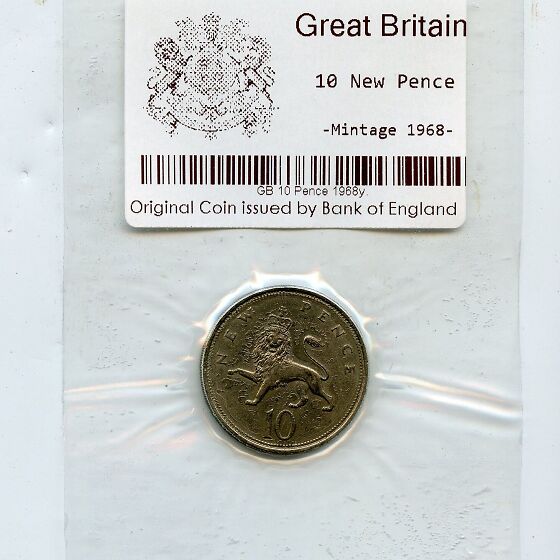 Great Britain
10 New Pence
-Mintage 1968-
GB 10 Pence 1968y.
Original Coin issued by Bank of England
NEW PENCE
10